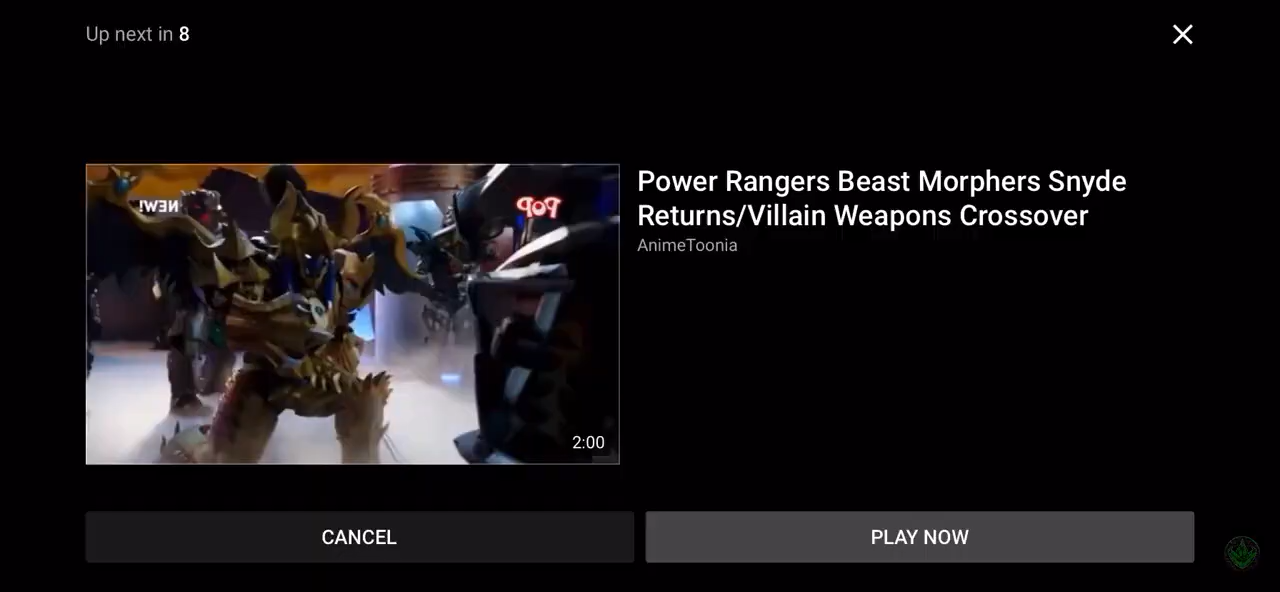 Up next in 8
NEW!
POP
Power Rangers Beast Morphers Snyde
Returns/Villain Weapons Crossover
AnimeToonia
2:00
CANCEL
PLAY NOW